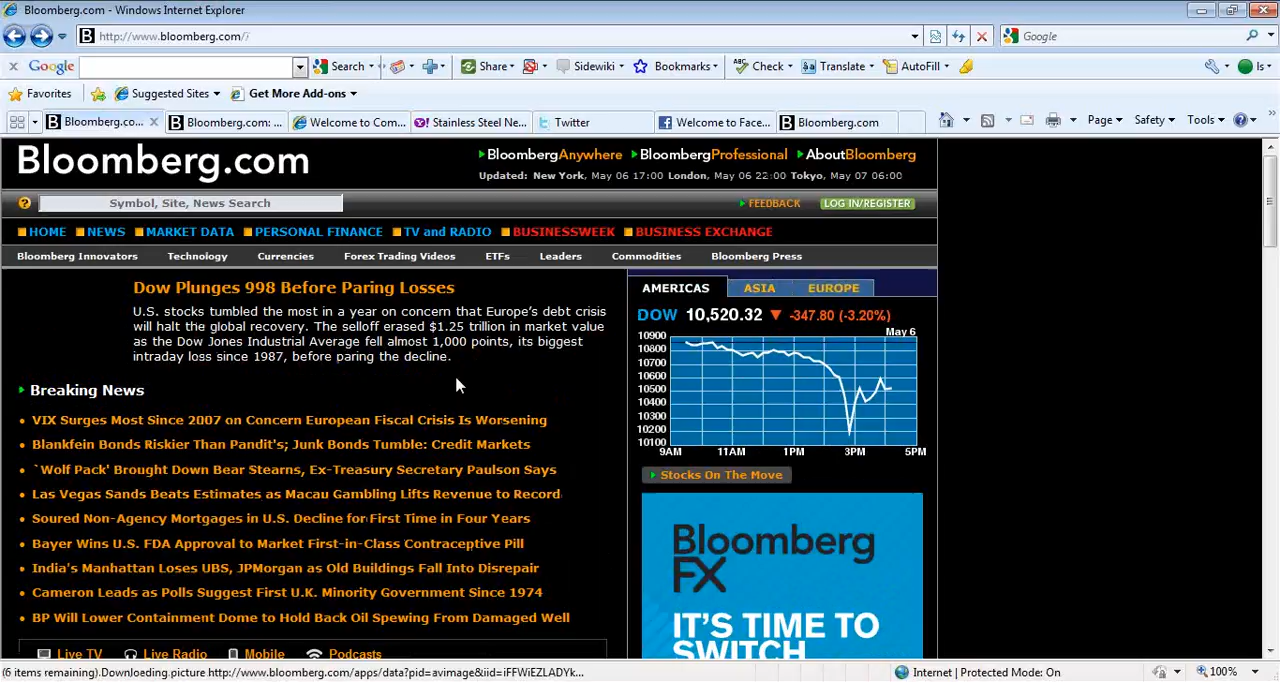 Bloomberg.com - Windows Internet Explorer
http://www.bloomberg.com/
Google
Google
Search
Share
Sidewiki
Bookmarks
Check
Translate
AutoFill
Favorites
Suggested Sites
Get More Add-ons
Bloomberg.co...
Bloomberg.com: ...
Welcome to Com...
Stainless Steel Ne...
Twitter
Welcome to Face...
Bloomberg.com
Page
Safety
Tools
Bloomberg.com
BloombergAnywhere
BloombergProfessional
AboutBloomberg
Updated: New York, May 06 17:00 London, May 06 22:00 Tokyo, May 07 06:00
Symbol, Site, News Search
FEEDBACK
LOG IN/REGISTER
HOME
NEWS
MARKET DATA
PERSONAL FINANCE
TV and RADIO
BUSINESSWEEK
BUSINESS EXCHANGE
Bloomberg Innovators
Technology
Currencies
Forex Trading Videos
ETFs
Leaders
Commodities
Bloomberg Press
Dow Plunges 998 Before Paring Losses
U.S. stocks tumbled the most in a year on concern that Europe's debt crisis
will halt the global recovery. The selloff erased $1.25 trillion in market value
as the Dow Jones Industrial Average fell almost 1,000 points, its biggest
intraday loss since 1987, before paring the decline.
Breaking News
VIX Surges Most Since 2007 on Concern European Fiscal Crisis Is Worsening
Blankfein Bonds Riskier Than Pandit's; Junk Bonds Tumble: Credit Markets
`Wolf Pack' Brought Down Bear Stearns, Ex-Treasury Secretary Paulson Says
Las Vegas Sands Beats Estimates as Macau Gambling Lifts Revenue to Record
Soured Non-Agency Mortgages in U.S. Decline for First Time in Four Years
Bayer Wins U.S. FDA Approval to Market First-in-Class Contraceptive Pill
India's Manhattan Loses UBS, JPMorgan as Old Buildings Fall Into Disrepair
Cameron Leads as Polls Suggest First U.K. Minority Government Since 1974
BP Will Lower Containment Dome to Hold Back Oil Spewing From Damaged Well
Live TV
Live Radio
Mobile
Podcasts
AMERICAS
ASIA
EUROPE
DOW 10,520.32 ▼ -347.80 (-3.20%)
May 6
10900
10800
10700
10600
10500
10400
10300
10200
10100
9AM 11AM 1PM 3PM 5PM
Stocks On The Move
Bloomberg
FX
IT'S TIME TO
SWITCH
(6 items remaining) Downloading picture http://www.bloomberg.com/apps/data?pid=avimage&iid=iFFWiEZLADYk...
Internet | Protected Mode: On
100%